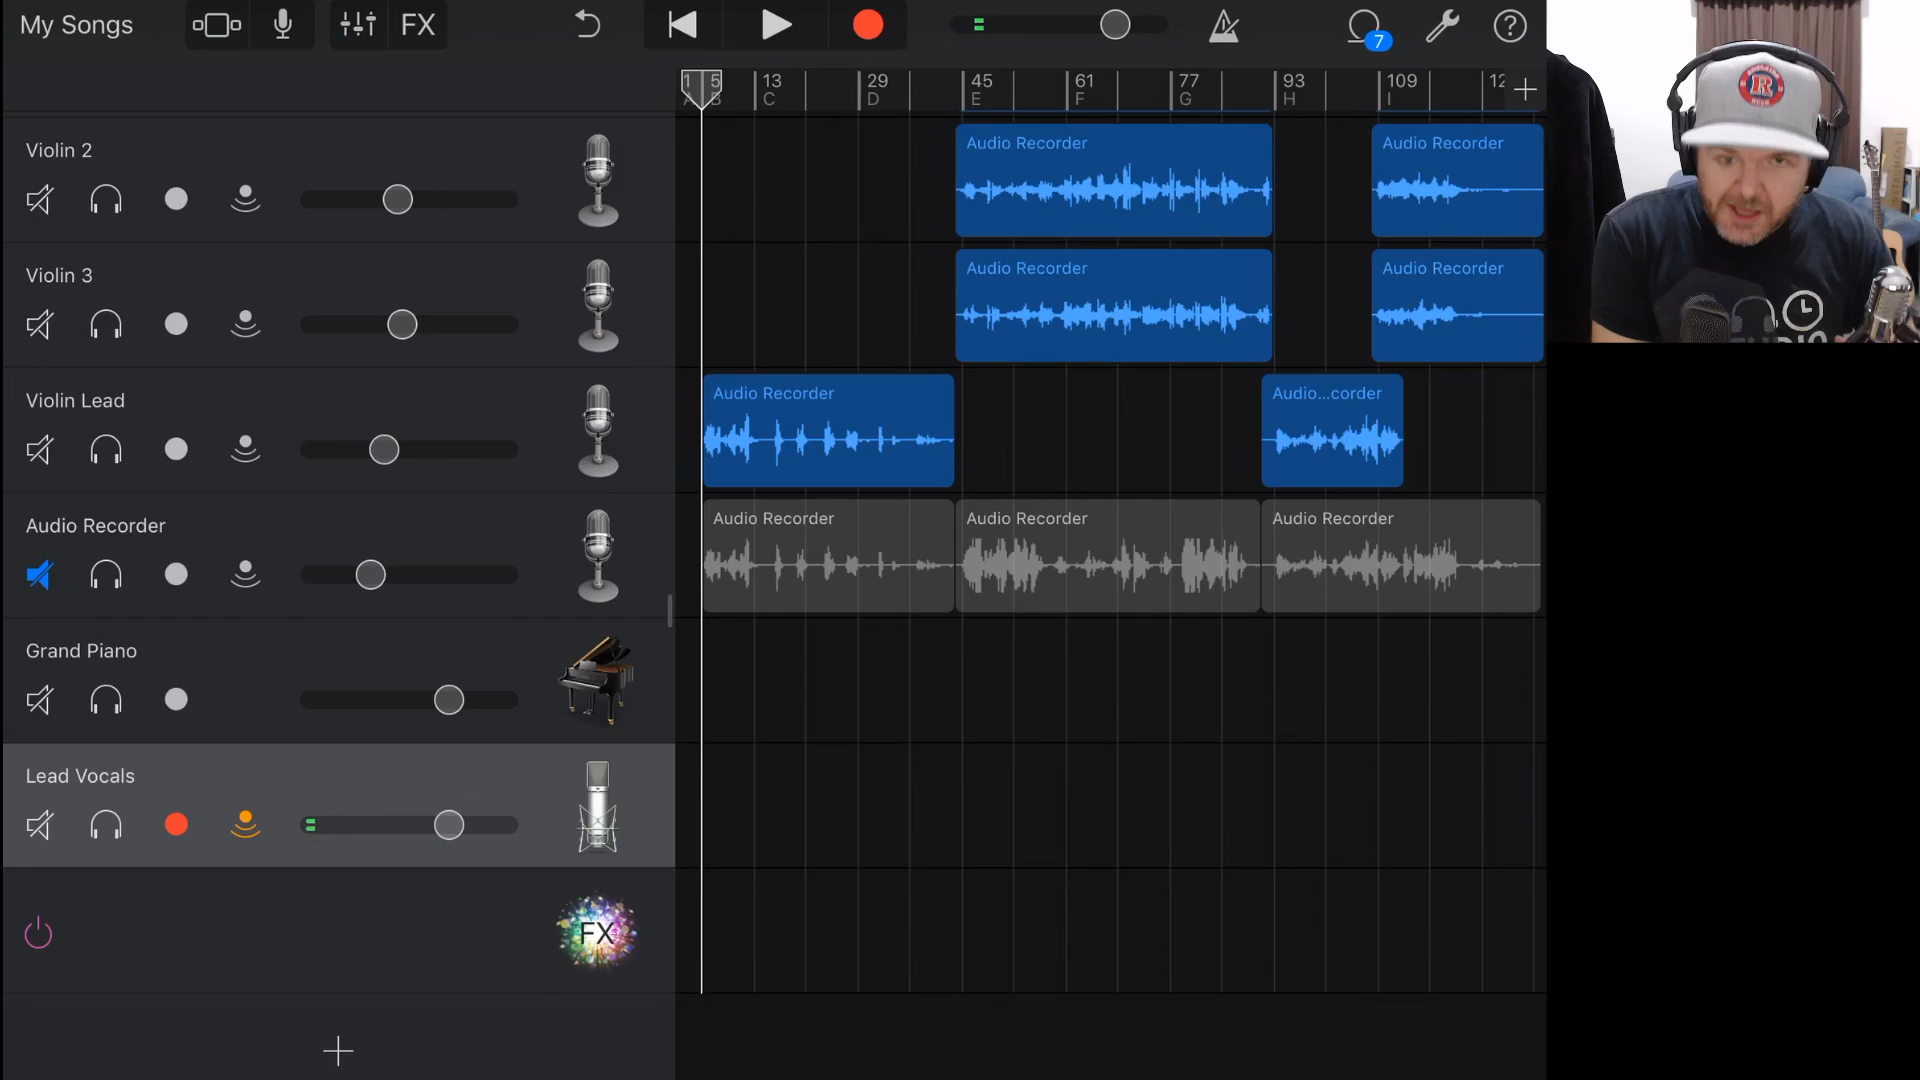 My Songs
FX
7
1 5 13 29 45 61 77 93 109
A B C D E F G H I
Violin 2
Audio Recorder
Audio Recorder
Violin 3
Audio Recorder
Audio Recorder
Violin Lead
Audio Recorder
Audio...corder
Audio Recorder
Audio Recorder
Audio Recorder
Audio Recorder
Grand Piano
Lead Vocals
FX
R